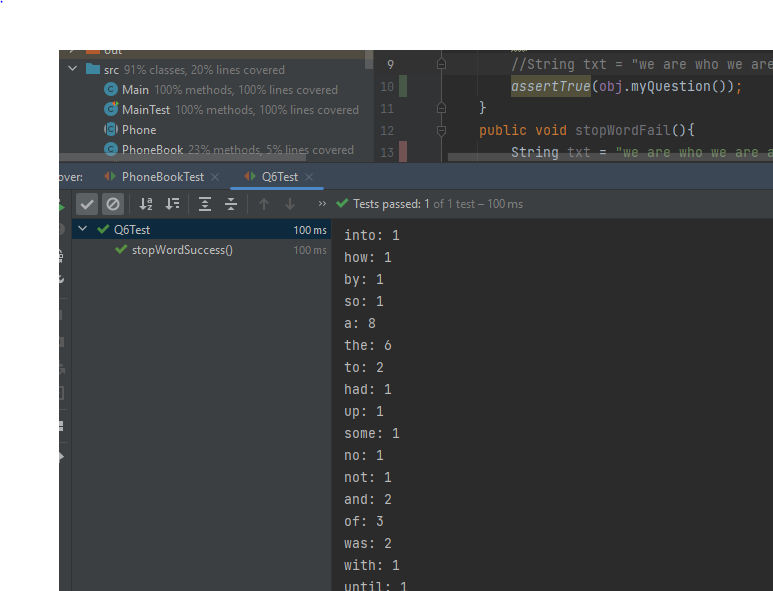 out
src 91% classes, 20% lines covered
Main 100% methods, 100% lines covered
MainTest 100% methods, 100% lines covered
Phone
PhoneBook 23% methods, 5% lines covered
9 //String txt = "we are who we are
10 assertTrue(obj.myQuestion());
11 }
12 public void stopWordFail(){
13 String txt = "we are who we are a
over: PhoneBookTest × Q6Test ×
Tests passed: 1 of 1 test – 100 ms
Q6Test 100 ms
stopWordSuccess() 100 ms
into: 1
how: 1
by: 1
so: 1
a: 8
the: 6
to: 2
had: 1
up: 1
some: 1
no: 1
not: 1
and: 2
of: 3
was: 2
with: 1
until: 1